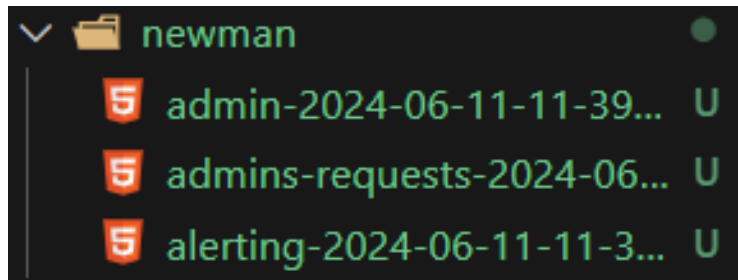 newman
admin-2024-06-11-11-39... U
admins-requests-2024-06... U
alerting-2024-06-11-11-3... U